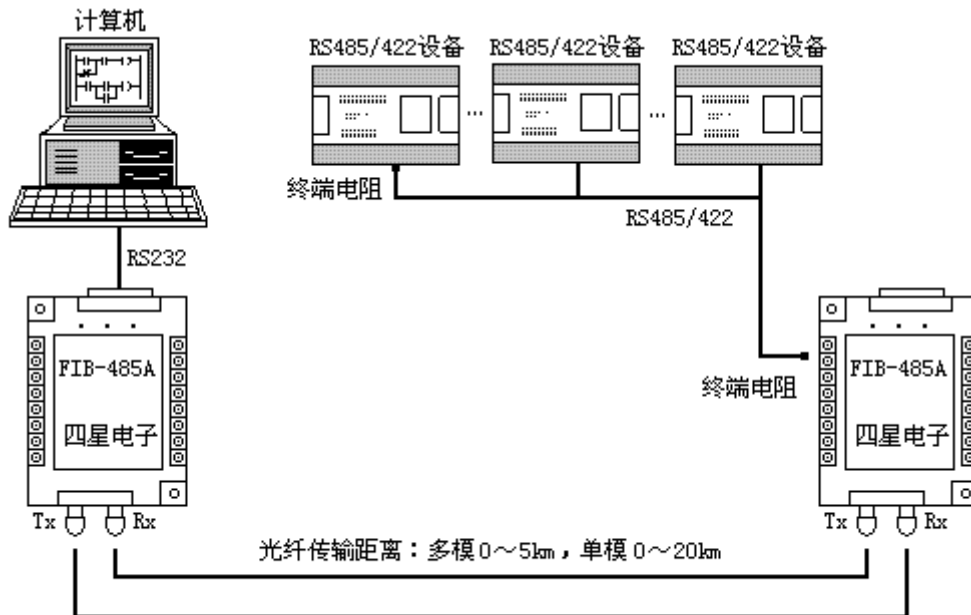 计算机
RS485/422设备 RS485/422设备 RS485/422设备
... ...
终端电阻
RS485/422
RS232
FIB-485A
四星电子
Tx Rx
终端电阻
FIB-485A
四星电子
Tx Rx
光纤传输距离：多模0～5km，单模0～20km